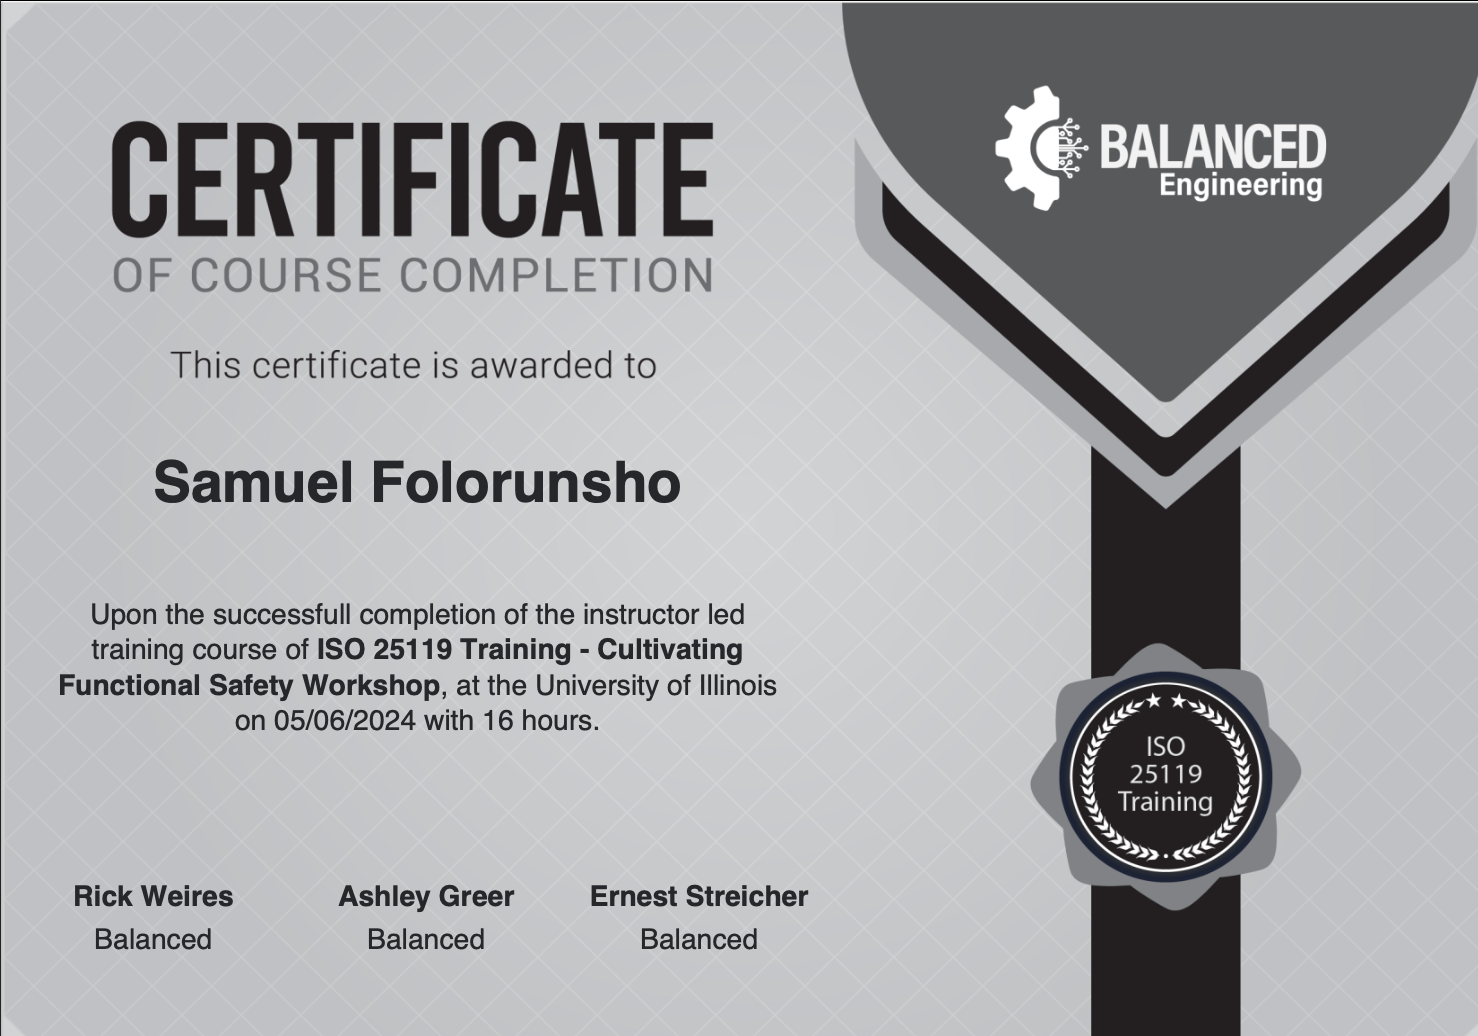 BALANCED
Engineering
CERTIFICATE
OF COURSE COMPLETION
This certificate is awarded to
Samuel Folorunsho
Upon the successfull completion of the instructor led
training course of ISO 25119 Training - Cultivating
Functional Safety Workshop, at the University of Illinois
on 05/06/2024 with 16 hours.
ISO
25119
Training
Rick Weires
Balanced
Ashley Greer
Balanced
Ernest Streicher
Balanced